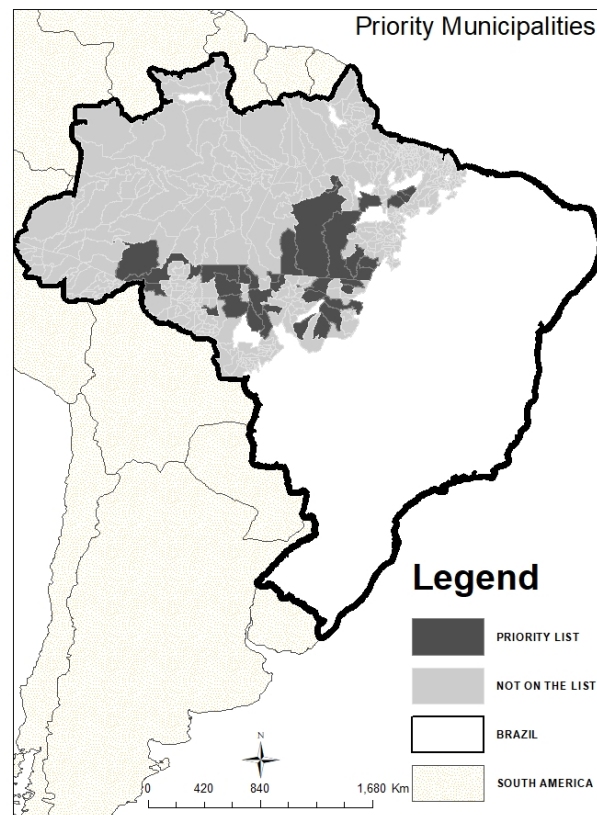 Priority Municipalities
Legend
PRIORITY LIST
NOT ON THE LIST
BRAZIL
SOUTH AMERICA
N
0 420 840 1,680 Km